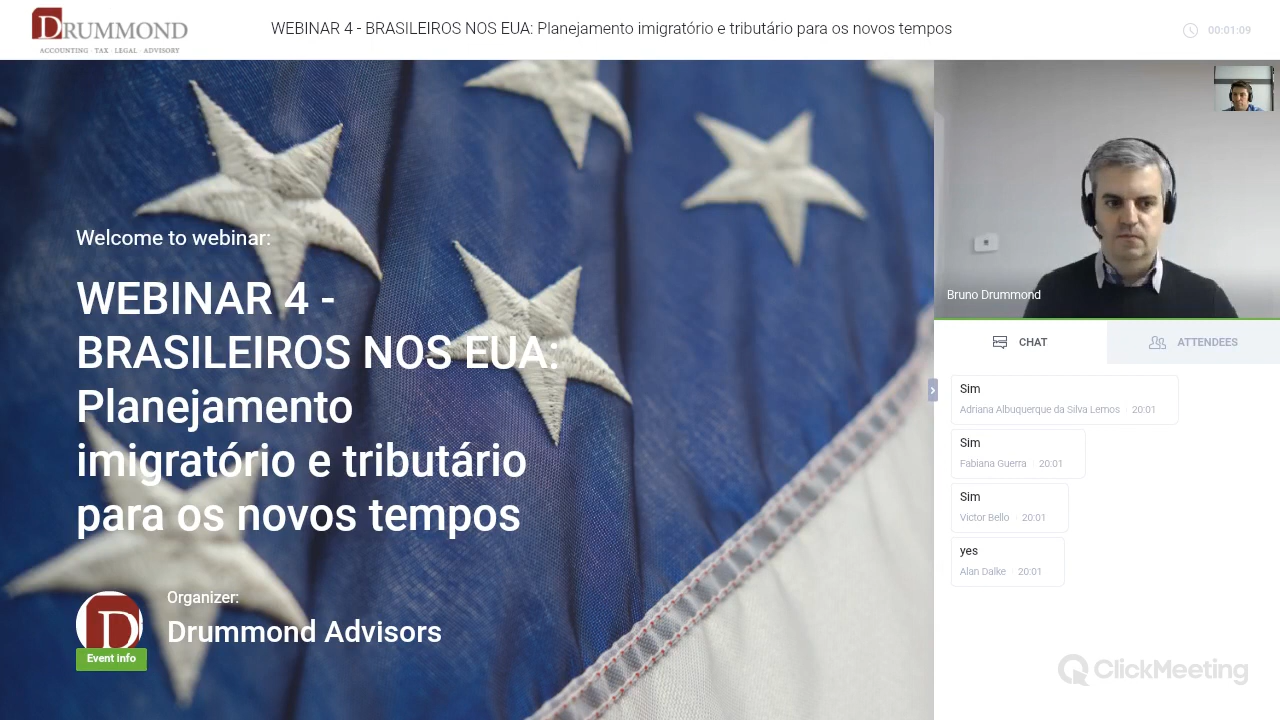 DRUMMOND
ACCOUNTING · TAX · LEGAL · ADVISORY
WEBINAR 4 - BRASILEIROS NOS EUA: Planejamento imigratório e tributário para os novos tempos
00:01:09
Welcome to webinar:
WEBINAR 4 -
BRASILEIROS NOS EUA:
Planejamento
imigratório e tributário
para os novos tempos
Organizer:
Drummond Advisors
D
Event info
Bruno Drummond
CHAT
ATTENDEES
Sim
Adriana Albuquerque da Silva Lemos 20:01
Sim
Fabiana Guerra 20:01
Sim
Victor Bello 20:01
yes
Alan Dalke 20:01
ClickMeeting